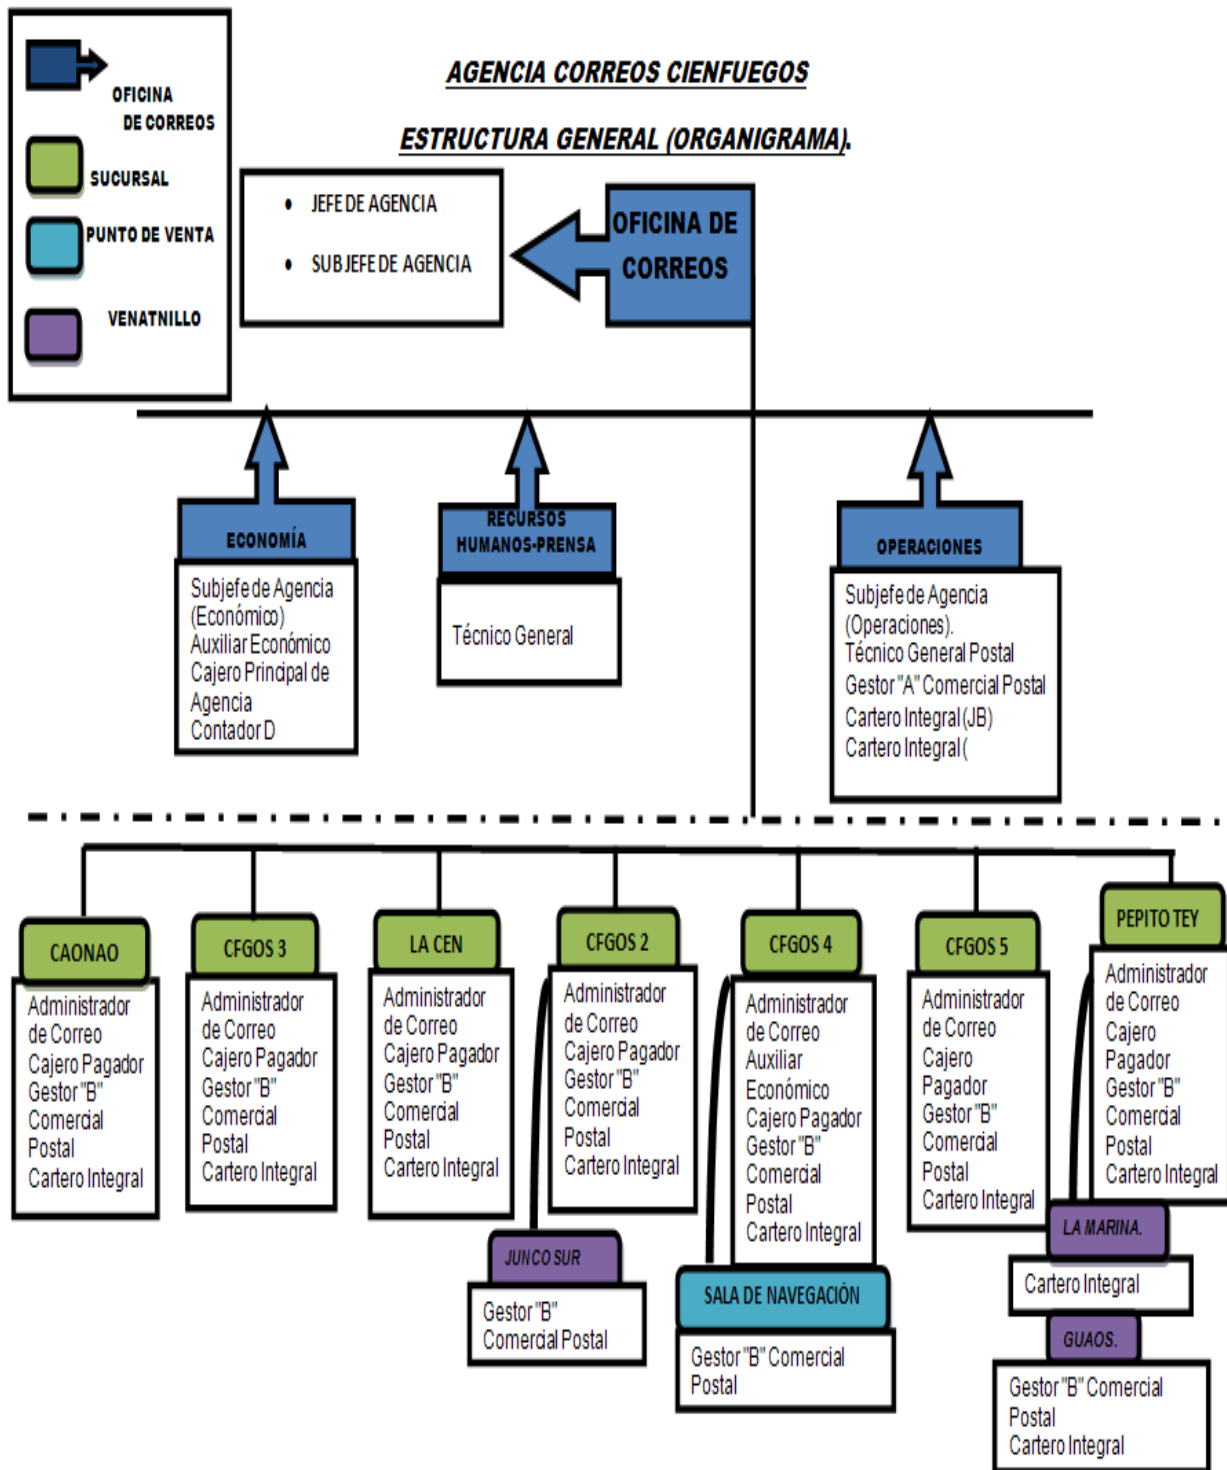 AGENCIA CORREOS CIENFUEGOS
ESTRUCTURA GENERAL (ORGANIGRAMA).
OFICINA
DE CORREOS
SUCURSAL
PUNTO DE VENTA
VENATNILLO
• JEFE DE AGENCIA
• SUBJEFE DE AGENCIA
OFICINA DE
CORREOS
ECONOMÍA
Subjefe de Agencia
(Económico)
Auxiliar Económico
Cajero Principal de
Agencia
Contador D
RECURSOS
HUMANOS-PRENSA
Técnico General
OPERACIONES
Subjefe de Agencia
(Operaciones).
Técnico General Postal
Gestor "A" Comercial Postal
Cartero Integral (JB)
Cartero Integral (
CAONAO
Administrador
de Correo
Cajero Pagador
Gestor "B"
Comercial
Postal
Cartero Integral
CFGOS 3
Administrador
de Correo
Cajero Pagador
Gestor "B"
Comercial
Postal
Cartero Integral
LA CEN
Administrador
de Correo
Cajero Pagador
Gestor "B"
Comercial
Postal
Cartero Integral
CFGOS 2
Administrador
de Correo
Cajero Pagador
Gestor "B"
Comercial
Postal
Cartero Integral
JUNCO SUR
Gestor "B"
Comercial Postal
CFGOS 4
Administrador
de Correo
Auxiliar
Económico
Cajero Pagador
Gestor "B"
Comercial
Postal
Cartero Integral
SALA DE NAVEGACIÓN
Gestor "B" Comercial
Postal
CFGOS 5
Administrador
de Correo
Cajero
Pagador
Gestor "B"
Comercial
Postal
Cartero Integral
PEPITO TEY
Administrador
de Correo
Cajero
Pagador
Gestor "B"
Comercial
Postal
Cartero Integral
LA MARINA.
Cartero Integral
GUAOS.
Gestor "B" Comercial
Postal
Cartero Integral